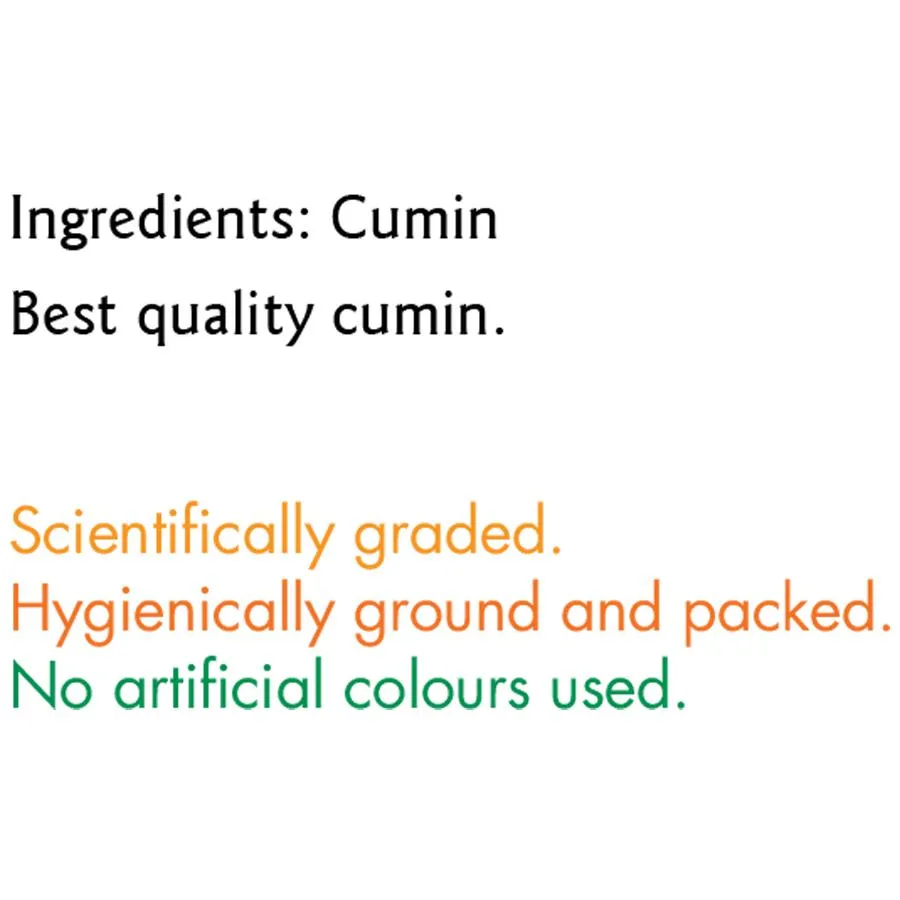 Ingredients: Cumin
Best quality cumin.
Scientifically graded.
Hygienically ground and packed.
No artificial colours used.